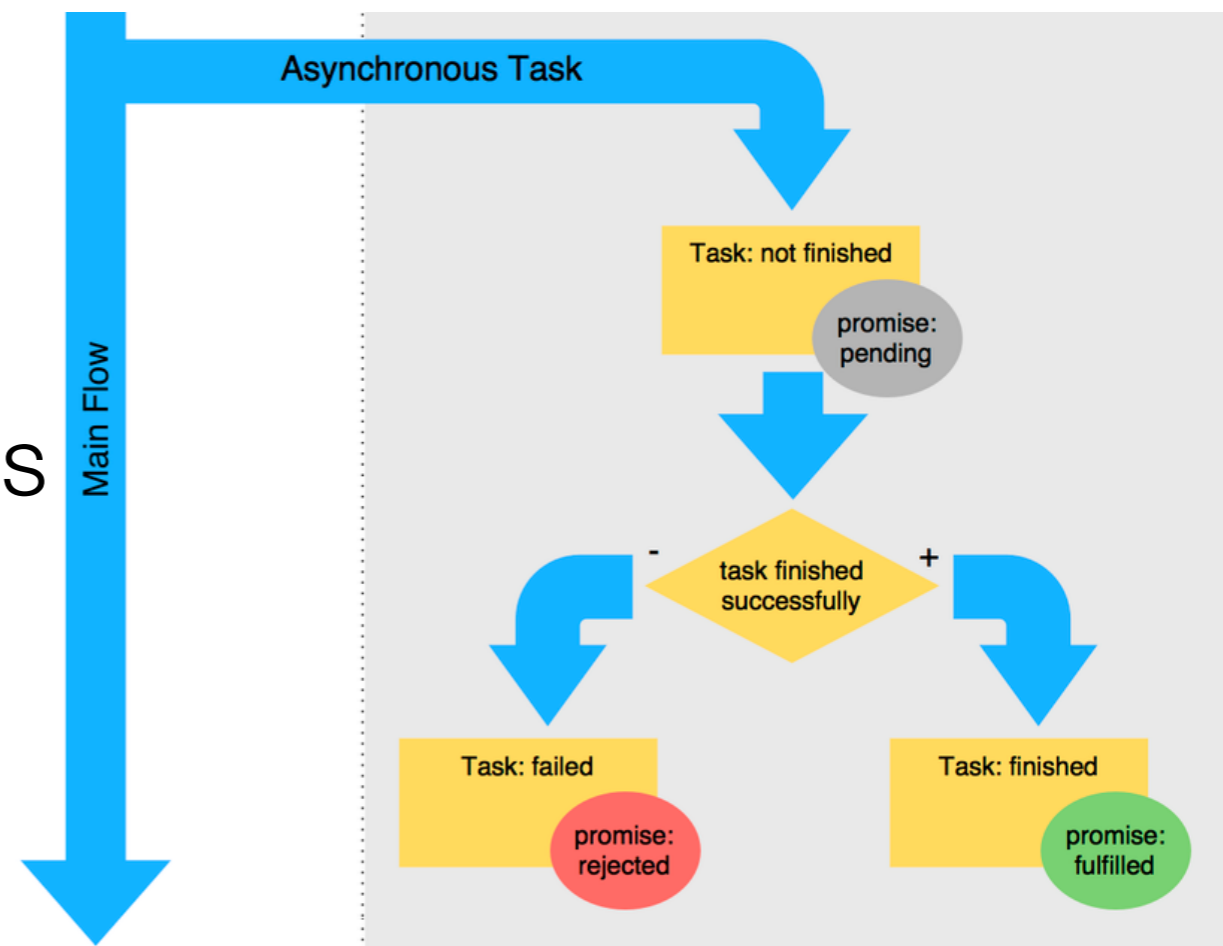 Asynchronous Task
Task: not finished
promise:
pending
Main Flow
S
-
+
task finished
successfully
Task: failed
promise:
rejected
Task: finished
promise:
fulfilled